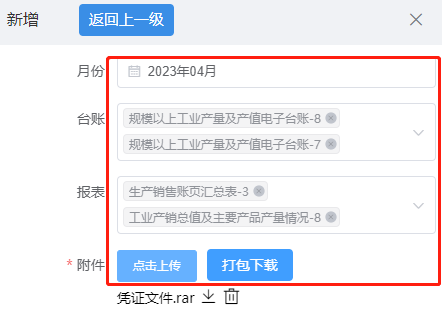 新增 返回上一级
月份 2023年04月
台账 规模以上工业产量及产值电子台账-8
规模以上工业产量及产值电子台账-7
报表 生产销售账页汇总表-3
工业产销总值及主要产品产量情况-8
* 附件 点击上传 打包下载
凭证文件.rar